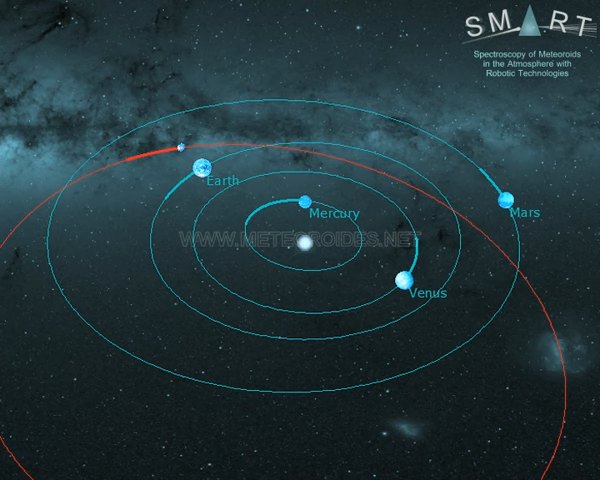 SMART
Spectroscopy of Meteoroids
in the Atmosphere with
Robotic Technologies
Earth
Mercury
Mars
WWW.METEOROIDES.NET
Venus